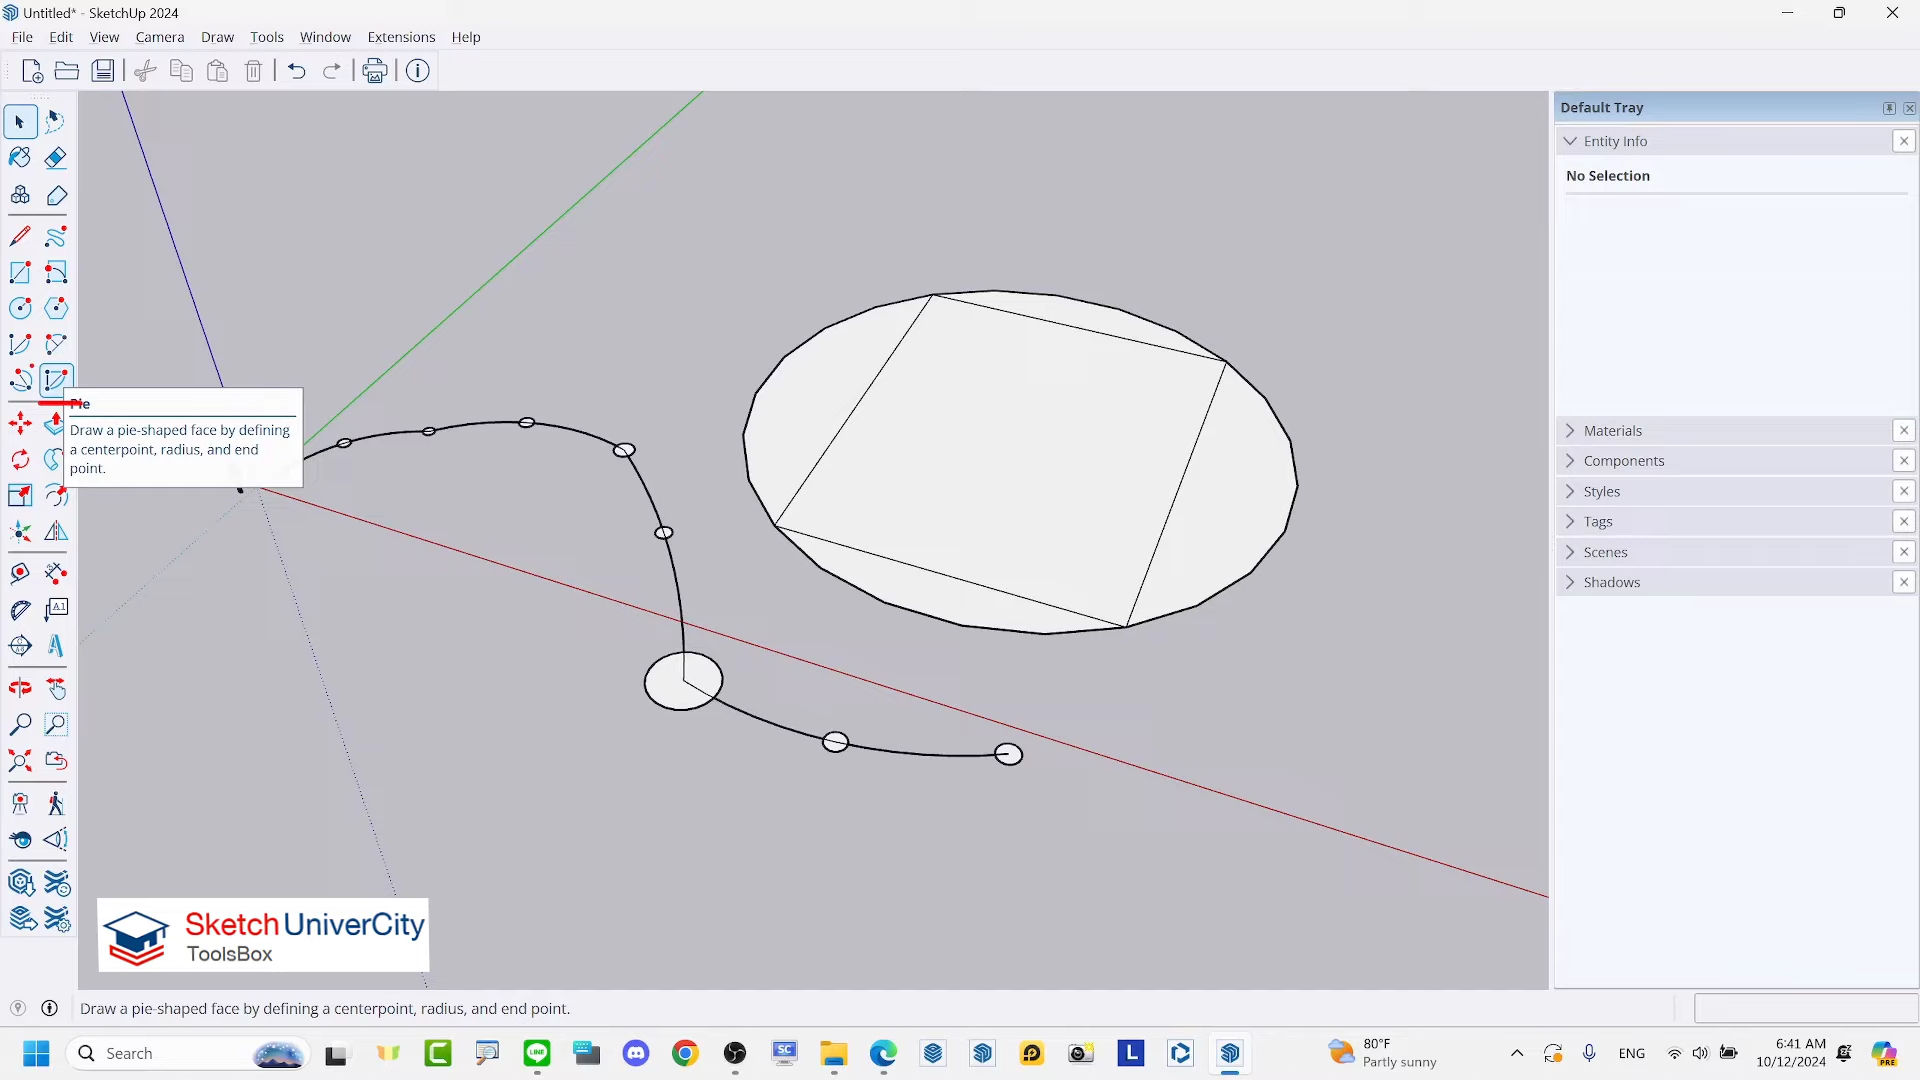 Untitled* - SketchUp 2024
File Edit View Camera Draw Tools Window Extensions Help
Default Tray
Entity Info
No Selection
Pie
Draw a pie-shaped face by defining
a centerpoint, radius, and end
point.
Materials
Components
Styles
Tags
Scenes
Shadows
Sketch UniverCity
ToolsBox
Draw a pie-shaped face by defining a centerpoint, radius, and end point.
Search
80°F
Partly sunny
ENG
6:41 AM
10/12/2024